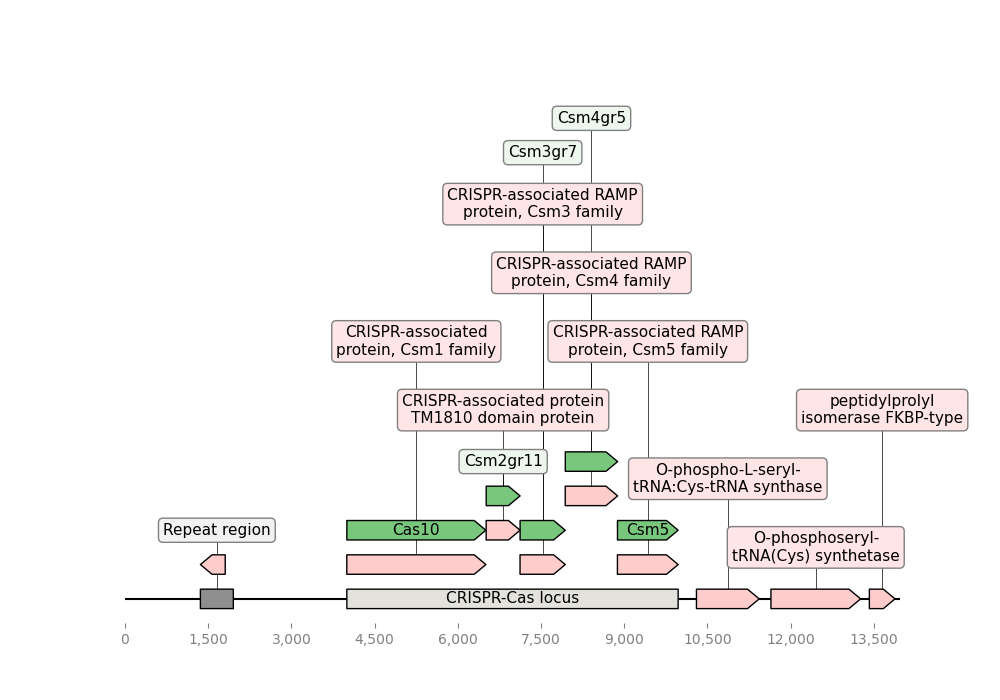 Csm4gr5
Csm3gr7
CRISPR-associated RAMP
protein, Csm3 family
CRISPR-associated RAMP
protein, Csm4 family
CRISPR-associated
protein, Csm1 family
CRISPR-associated RAMP
protein, Csm5 family
CRISPR-associated protein
TM1810 domain protein
peptidylprolyl
isomerase FKBP-type
Csm2gr11
O-phospho-L-seryl-
tRNA:Cys-tRNA synthase
Repeat region
Cas10
Csm5
O-phosphoseryl-
tRNA(Cys) synthetase
CRISPR-Cas locus
0 1,500 3,000 4,500 6,000 7,500 9,000 10,500 12,000 13,500